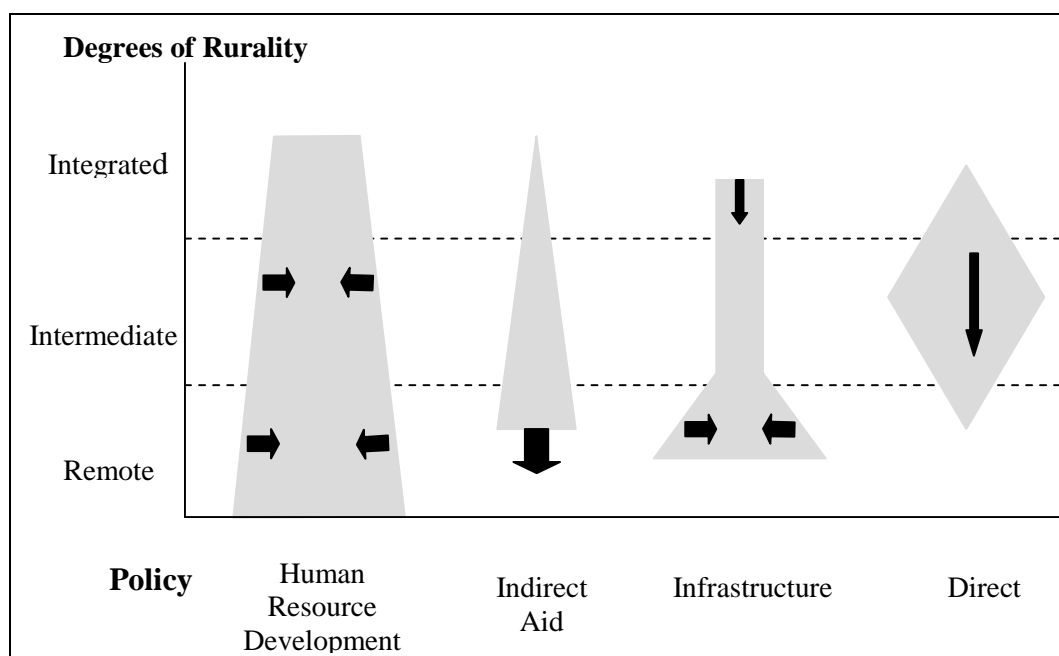 Degrees of Rurality
Integrated
Intermediate
Remote
Policy
Human
Resource
Development
Indirect
Aid
Infrastructure
Direct